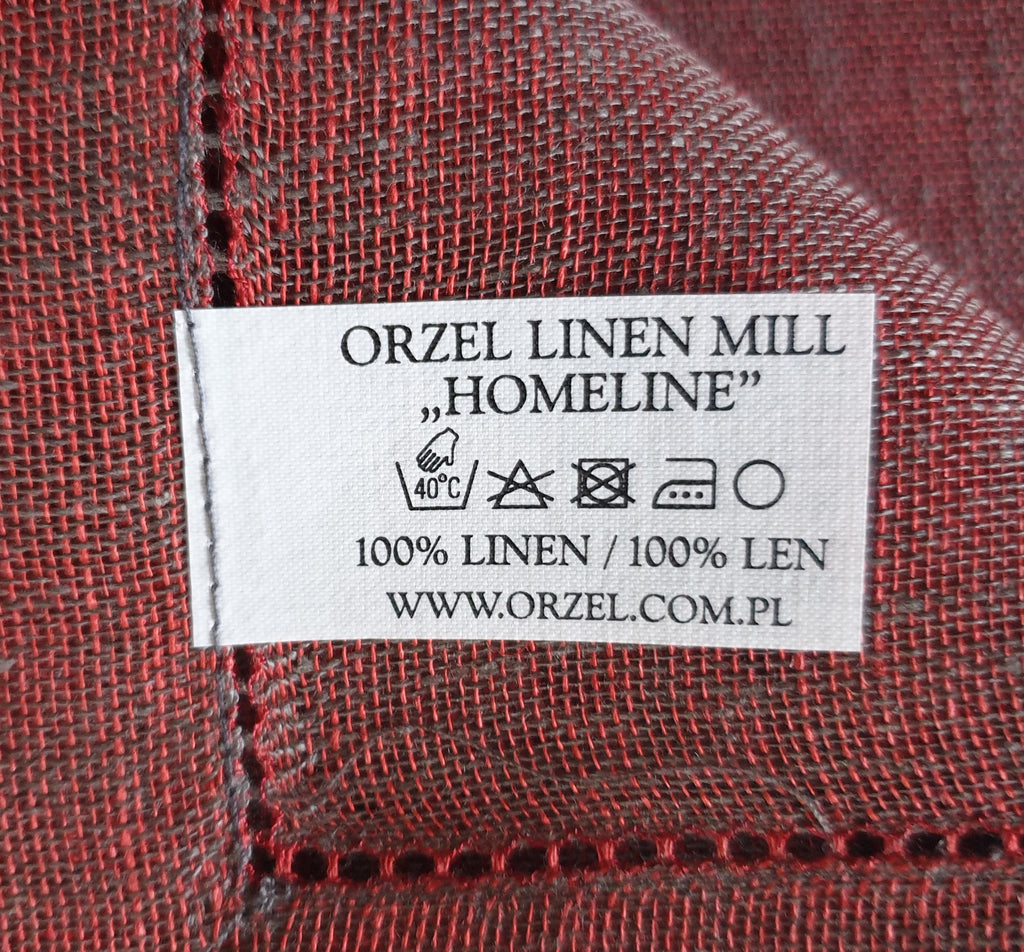 ORZEL LINEN MILL
„HOMELINE”
40°C
100% LINEN / 100% LEN
WWW.ORZEL.COM.PL